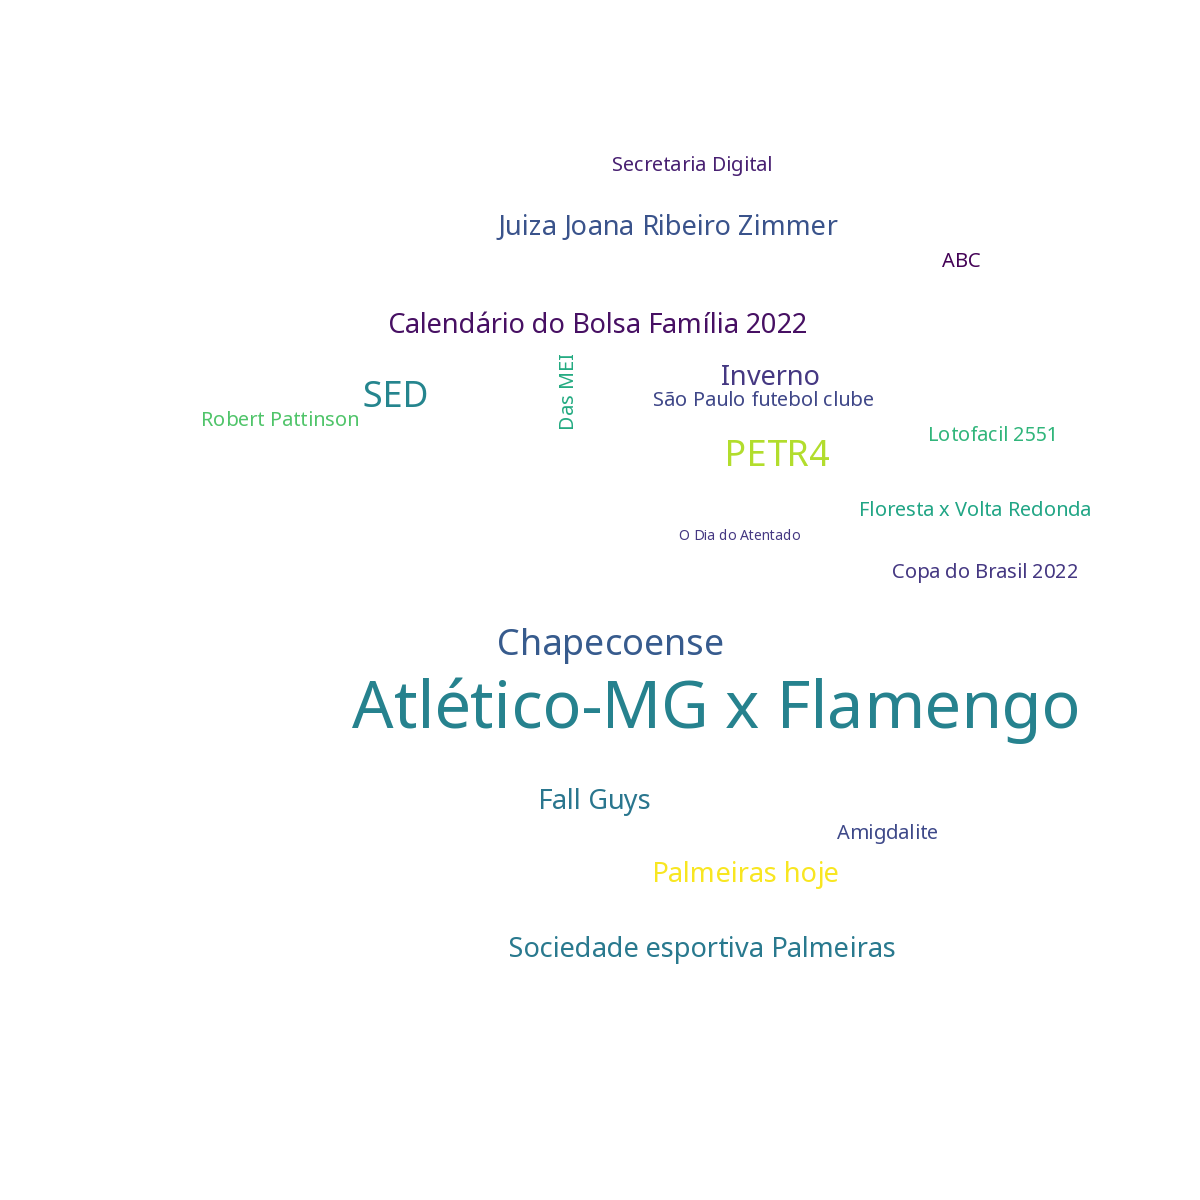 Secretaria Digital
Juiza Joana Ribeiro Zimmer
ABC
Calendário do Bolsa Família 2022
Das MEI
Inverno
SED
São Paulo futebol clube
Robert Pattinson
Lotofacil 2551
PETR4
Floresta x Volta Redonda
O Dia do Atentado
Copa do Brasil 2022
Chapecoense
Atlético-MG x Flamengo
Fall Guys
Amigdalite
Palmeiras hoje
Sociedade esportiva Palmeiras